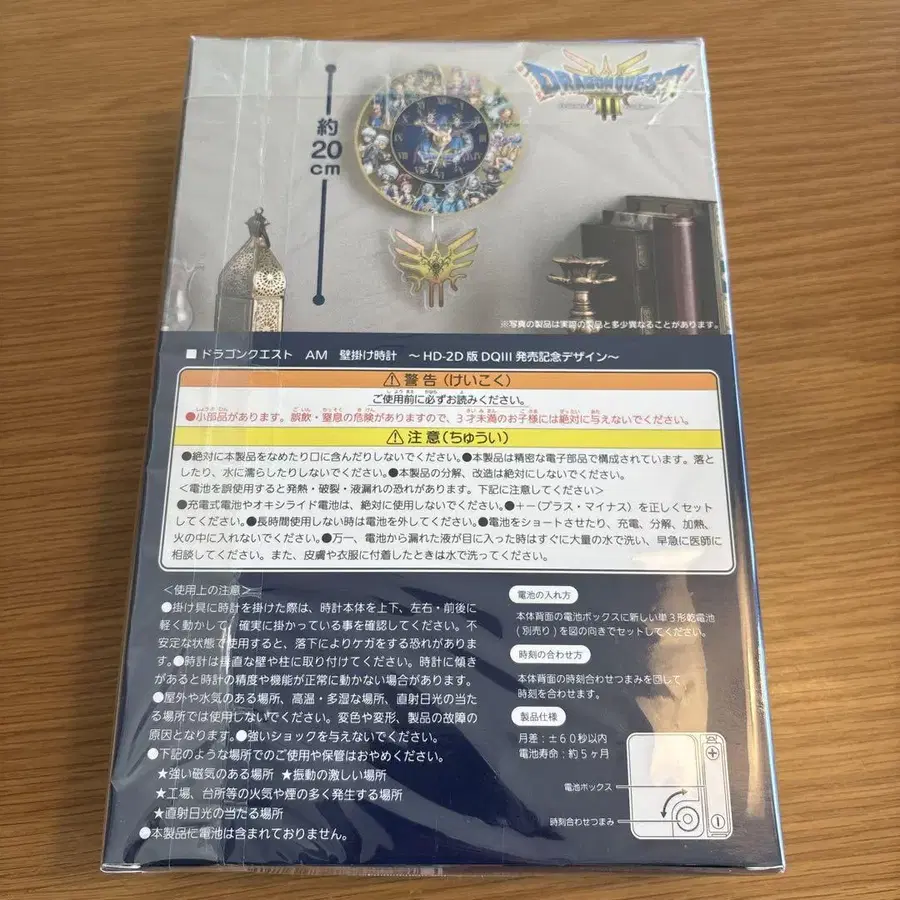 DRAGON QUEST
III
約
20
cm
※写真の製品は実際の製品と多少異なることがあります。
■ ドラゴンクエスト AM 壁掛け時計 ～HD-2D版 DQIII 発売記念デザイン～
⚠警告(けいこく)
ご使用前に必ずお読みください。
●小部品があります。誤飲・窒息の危険がありますので、3才未満のお子様には絶対に与えないでください。
⚠注意(ちゅうい)
●絶対に本製品をなめたり口に含んだりしないでください。●本製品は精密な電子部品で構成されています。落と
したり、水に濡らしたりしないでください。●本製品の分解、改造は絶対にしないでください。
＜電池を誤使用すると発熱・破裂・液漏れの恐れがあります。下記に注意してください＞
●充電式電池やオキシライド電池は、絶対に使用しないでください。●＋－(プラス・マイナス)を正しくセット
してください。●長時間使用しない時は電池を外してください。●電池をショートさせたり、充電、分解、加熱、
火の中に入れないでください。●万一、電池から漏れた液が目に入った時はすぐに大量の水で洗い、早急に医師に
相談してください。また、皮膚や衣服に付着したときは水で洗ってください。
＜使用上の注意＞
●掛け具に時計を掛けた際は、時計本体を上下、左右・前後に
軽く動かして、確実に掛かっている事を確認してください。不
安定な状態で使用すると、落下によりケガをする恐れがありま
す。●時計は垂直な壁や柱に取り付けてください。時計に傾き
があると時計の精度や機能が正常に動かない場合があります。
●屋外や水気のある場所、高温・多湿な場所、直射日光の当た
る場所では使用しないでください。変色や変形、製品の故障の
原因となります。●強いショックを与えないでください。
●下記のような場所でのご使用や保管はおやめください。
★強い磁気のある場所 ★振動の激しい場所
★工場、台所等の火気や煙の多く発生する場所
★直射日光の当たる場所
●本製品に電池は含まれておりません。
電池の入れ方
本体背面の電池ボックスに新しい単3形乾電池
(別売り)を図の向きでセットしてください。
時刻の合わせ方
本体背面の時刻合わせつまみを回して
時刻を合わせます。
製品仕様
月差：±60秒以内
電池寿命：約5ヶ月
電池ボックス
時刻合わせつまみ